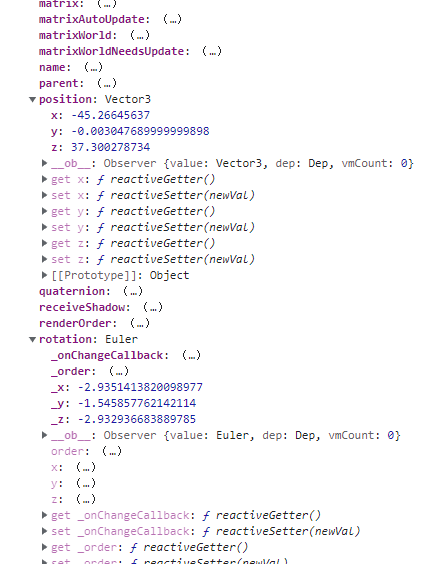 matrix: (…)
matrixAutoUpdate: (…)
matrixWorld: (…)
matrixWorldNeedsUpdate: (…)
name: (…)
parent: (…)
▼position: Vector3
x: -45.26645637
y: -0.003047689999999898
z: 37.300278734
▶__ob__: Observer {value: Vector3, dep: Dep, vmCount: 0}
▶get x: ƒ reactiveGetter()
▶set x: ƒ reactiveSetter(newVal)
▶get y: ƒ reactiveGetter()
▶set y: ƒ reactiveSetter(newVal)
▶get z: ƒ reactiveGetter()
▶set z: ƒ reactiveSetter(newVal)
▶[[Prototype]]: Object
quaternion: (…)
receiveShadow: (…)
renderOrder: (…)
▼rotation: Euler
_onChangeCallback: (…)
_order: (…)
_x: -2.9351413820098977
_y: -1.545857762142114
_z: -2.932936683889785
▶__ob__: Observer {value: Euler, dep: Dep, vmCount: 0}
order: (…)
x: (…)
y: (…)
z: (…)
▶get _onChangeCallback: ƒ reactiveGetter()
▶set _onChangeCallback: ƒ reactiveSetter(newVal)
▶get _order: ƒ reactiveGetter()
▶set _order: ƒ reactiveSetter(newVal)